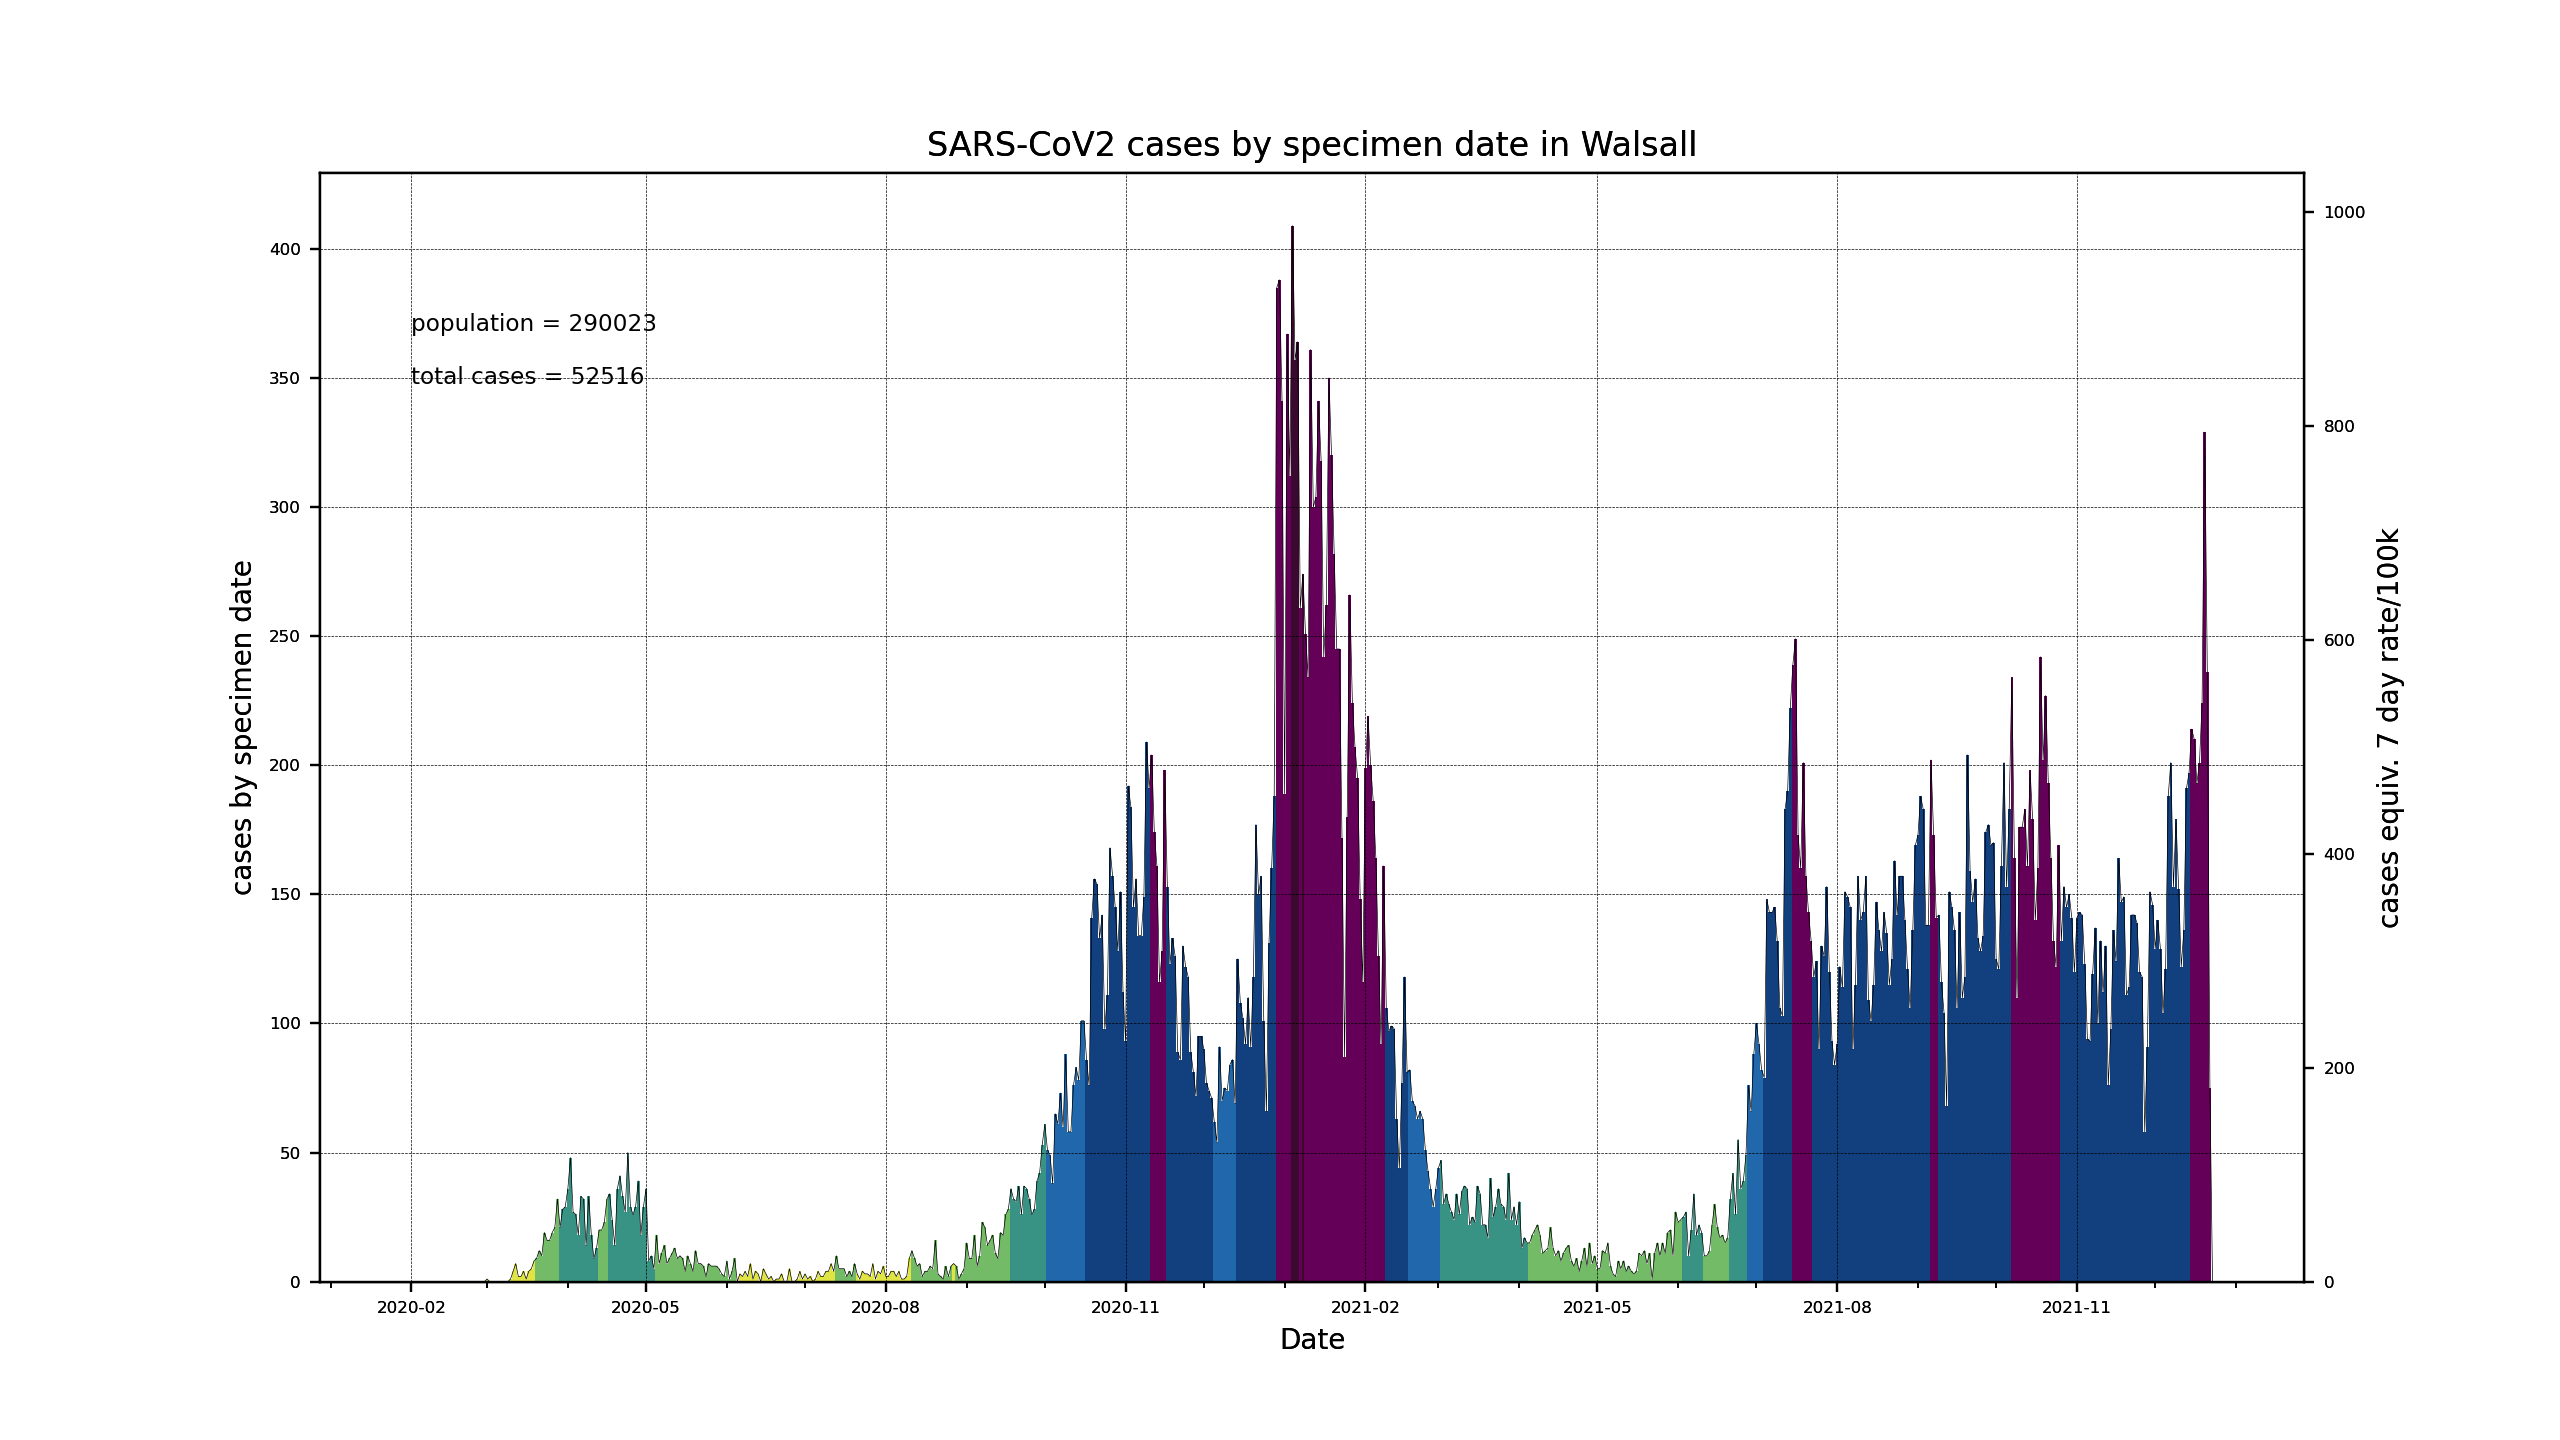 SARS-CoV2 cases by specimen date in Walsall
population = 290023
total cases = 52516
cases by specimen date
400
350
300
250
200
150
100
50
0
1000
800
600
400
200
0
cases equiv. 7 day rate/100k
2020-02 2020-05 2020-08 2020-11 2021-02 2021-05 2021-08 2021-11
Date